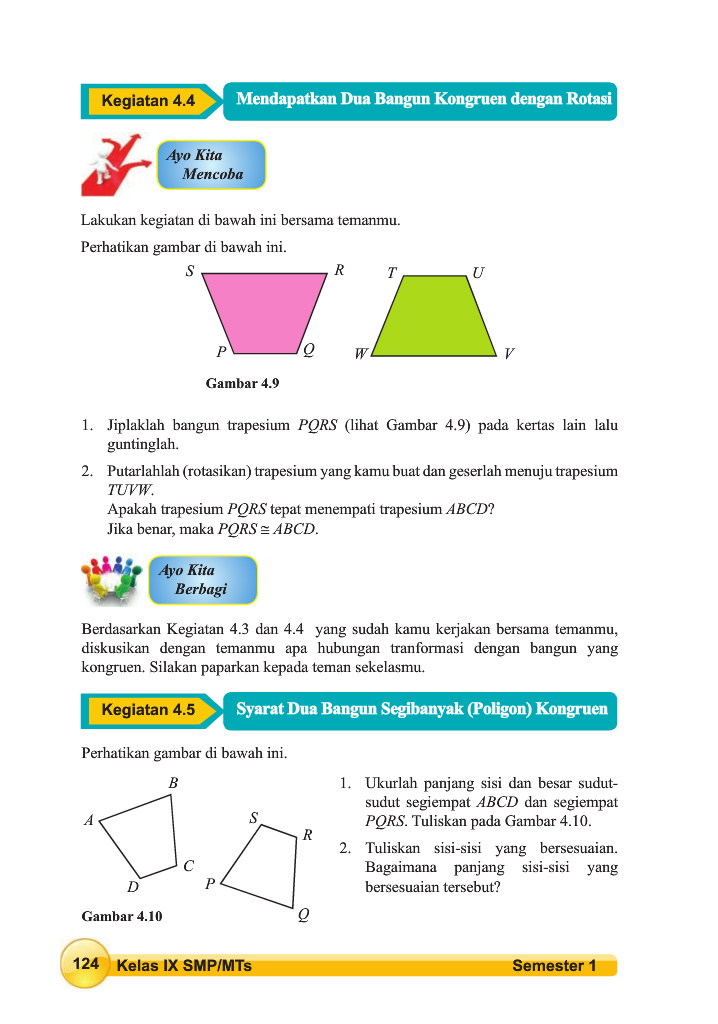 Kegiatan 4.4
Mendapatkan Dua Bangun Kongruen dengan Rotasi
Ayo Kita
Mencoba
Lakukan kegiatan di bawah ini bersama temanmu.
Perhatikan gambar di bawah ini.
S
R
T
U
P
Q
W
V
Gambar 4.9
1. Jiplaklah bangun trapesium PQRS (lihat Gambar 4.9) pada kertas lain lalu
guntinglah.
2. Putarlahlah (rotasikan) trapesium yang kamu buat dan geserlah menuju trapesium
TUVW.
Apakah trapesium PQRS tepat menempati trapesium ABCD?
Jika benar, maka PQRS ≅ ABCD.
Ayo Kita
Berbagi
Berdasarkan Kegiatan 4.3 dan 4.4 yang sudah kamu kerjakan bersama temanmu,
diskusikan dengan temanmu apa hubungan tranformasi dengan bangun yang
kongruen. Silakan paparkan kepada teman sekelasmu.
Kegiatan 4.5
Syarat Dua Bangun Segibanyak (Poligon) Kongruen
Perhatikan gambar di bawah ini.
B
A
S
R
C
D
P
Q
Gambar 4.10
1. Ukurlah panjang sisi dan besar sudut-
sudut segiempat ABCD dan segiempat
PQRS. Tuliskan pada Gambar 4.10.
2. Tuliskan sisi-sisi yang bersesuaian.
Bagaimana panjang sisi-sisi yang
bersesuaian tersebut?
124 Kelas IX SMP/MTs
Semester 1